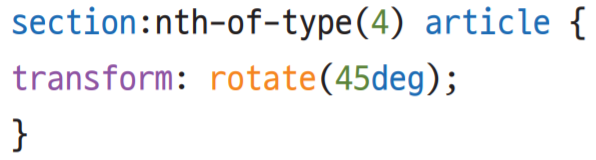 section:nth-of-type(4) article {
transform: rotate(45deg);
}